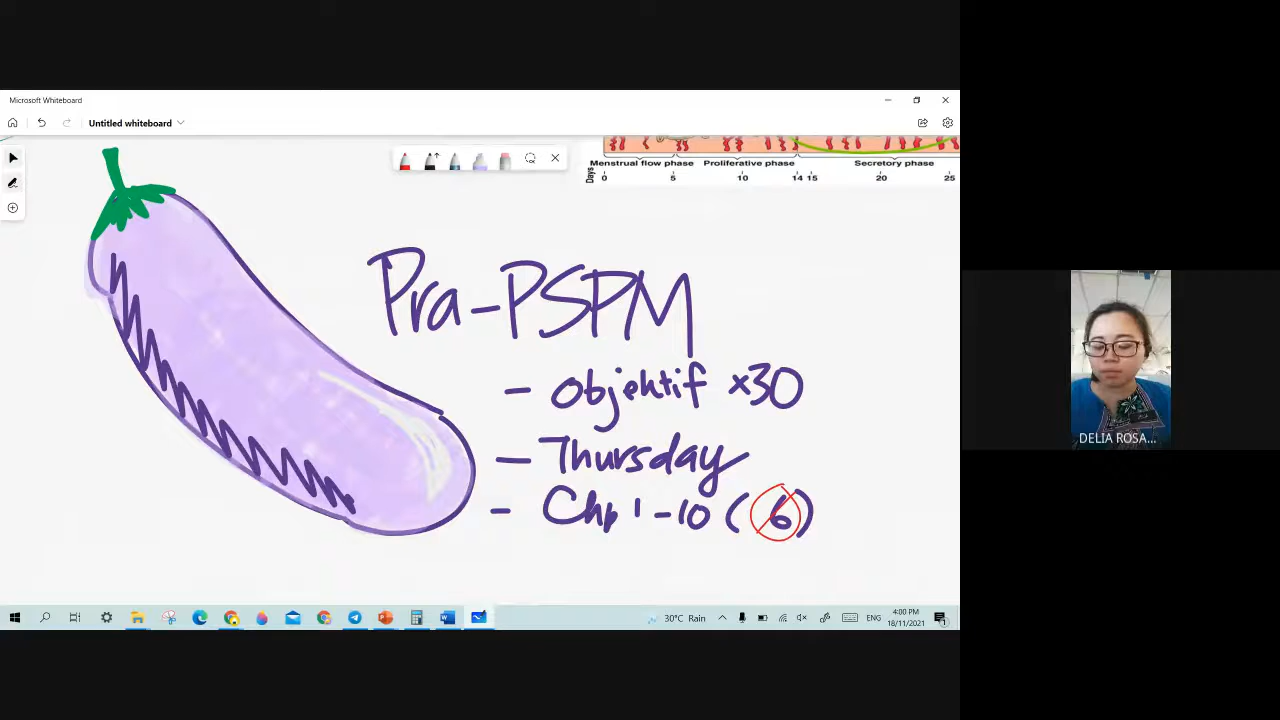 Microsoft Whiteboard
Untitled whiteboard
Menstrual flow phase Proliferative phase Secretory phase
Days 0 5 10 14 15 20 25
Pra-PSPM
- Objektif x30
- Thursday
- Chp 1-10 (6)
DELIA ROSA...
30°C Rain
ENG
4:00 PM
18/11/2021